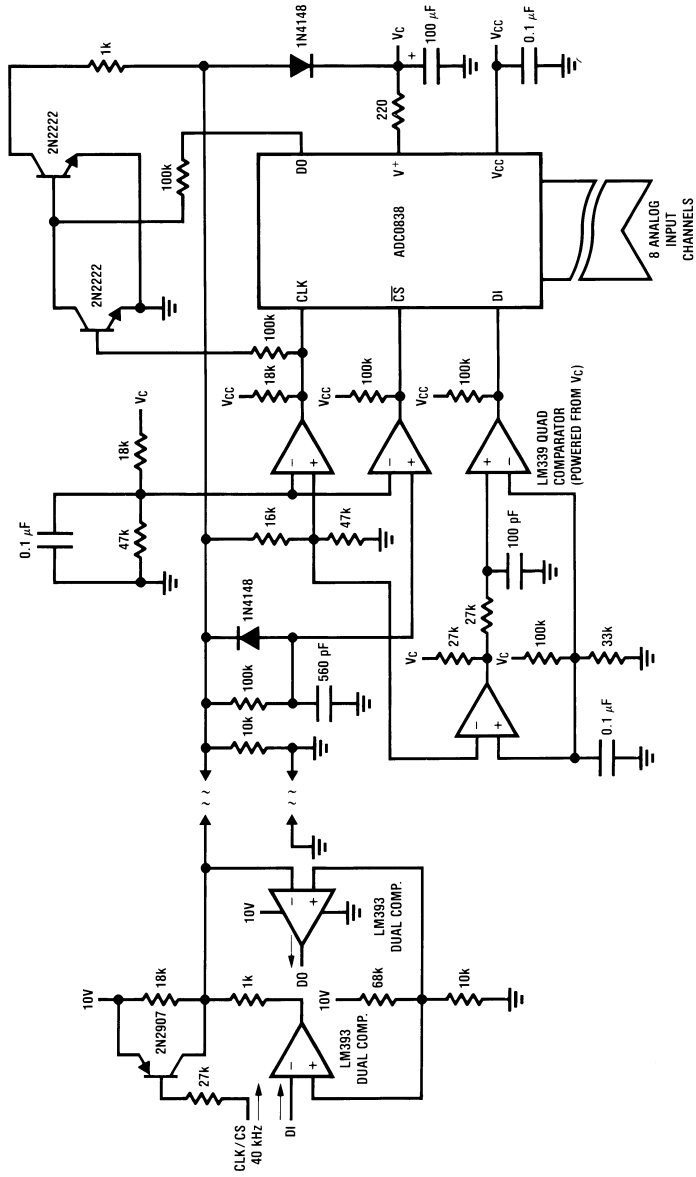 10V
2N2907
18k
27k
CLK/CS
40 kHz
DI
1k
LM393
DUAL COMP.
10V
68k
10k
10V
DO
LM393
DUAL COMP.
~ ~
~ ~
10k
100k
560 pF
1N4148
0.1 µF
47k
18k
VC
16k
47k
VC
27k
27k
100 pF
VC
100k
33k
0.1 µF
LM339 QUAD
COMPARATOR
(POWERED FROM VC)
VCC
18k
100k
VCC
100k
VCC
100k
2N2222
2N2222
1k
100k
CLK
CS
DI
ADC0838
DO
V+
VCC
8 ANALOG
INPUT
CHANNELS
1N4148
220
VC
+
100 µF
VCC
0.1 µF
− +
− +
− +
− +
+ −
− +